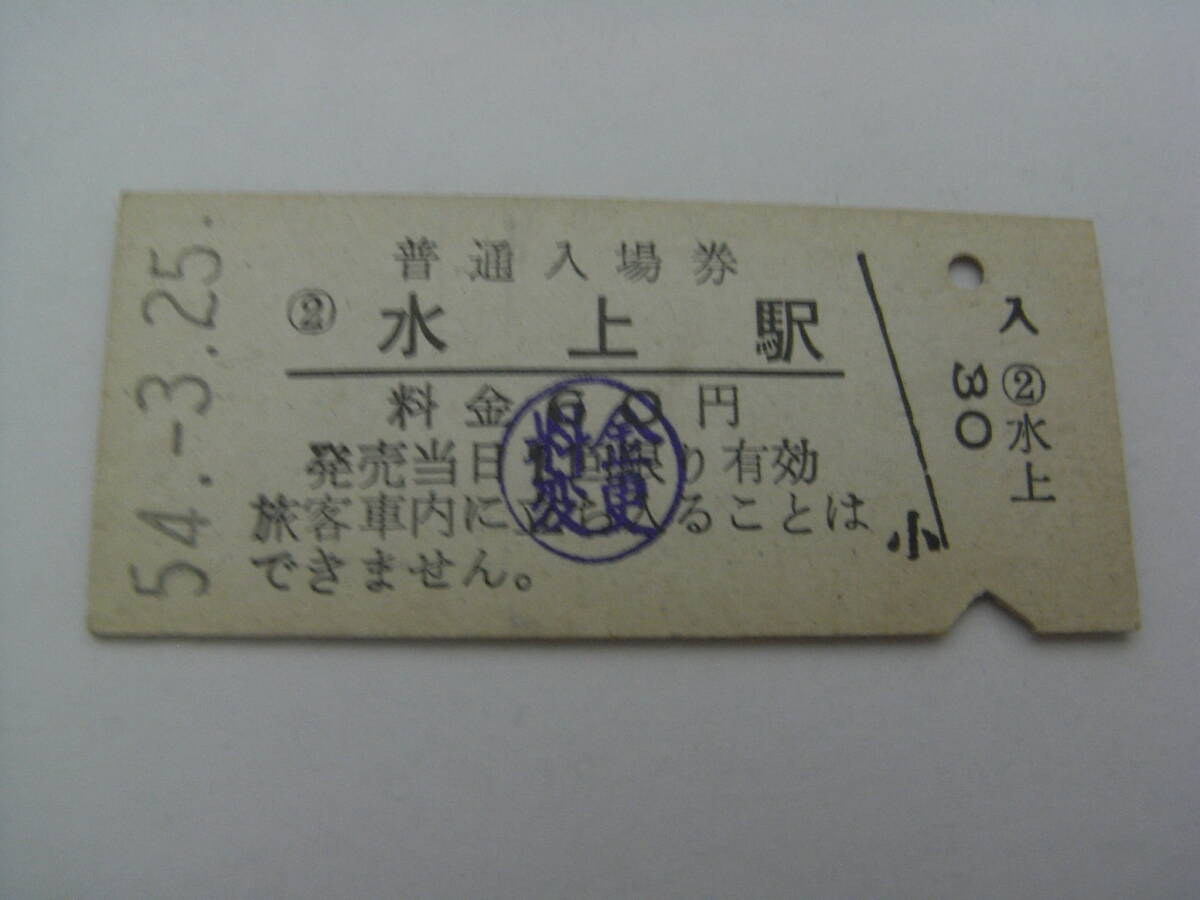 54.-3.25.
普通入場券
② 水上駅
料金60円
発売当日1回限り有効
旅客車内に立ち入ることは
できません。
料金変更
小
入 ② 水上
30